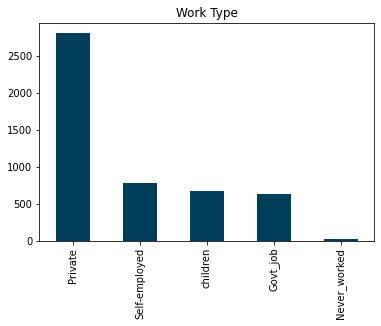 Work Type
2500
2000
1500
1000
500
0
Private
Self-employed
children
Govt_job
Never_worked